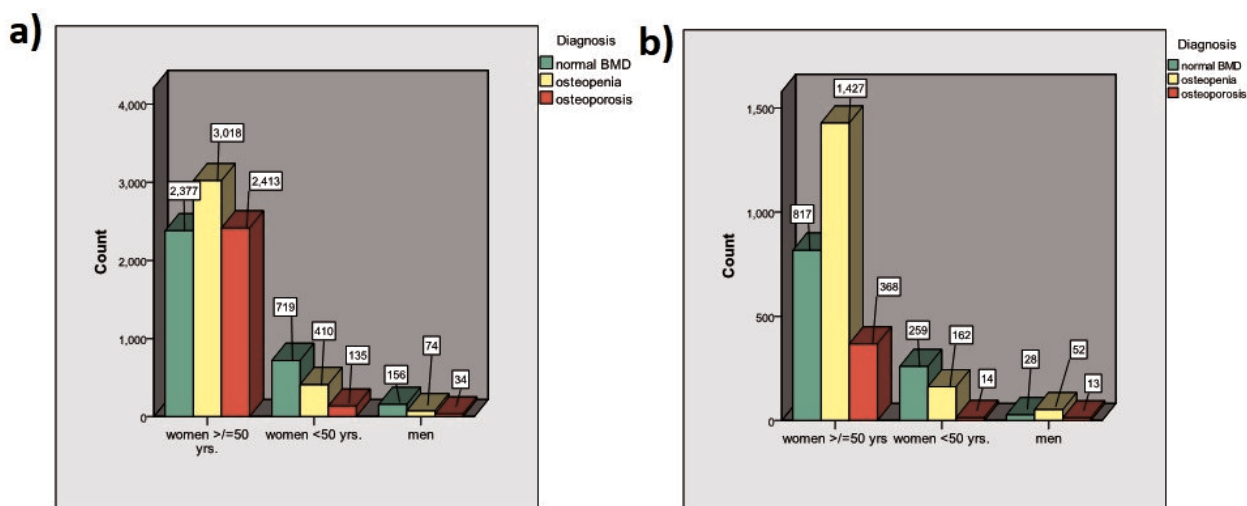 a)
Diagnosis
normal BMD
osteopenia
osteoporosis
4,000
3,000
2,000
1,000
0
Count
2,377
3,018
2,413
719
410
135
156
74
34
women >/=50 yrs.
women <50 yrs.
men
b)
Diagnosis
normal BMD
osteopenia
osteoporosis
1,500
1,000
500
0
Count
817
1,427
368
259
162
14
28
52
13
women >/=50 yrs
women <50 yrs.
men